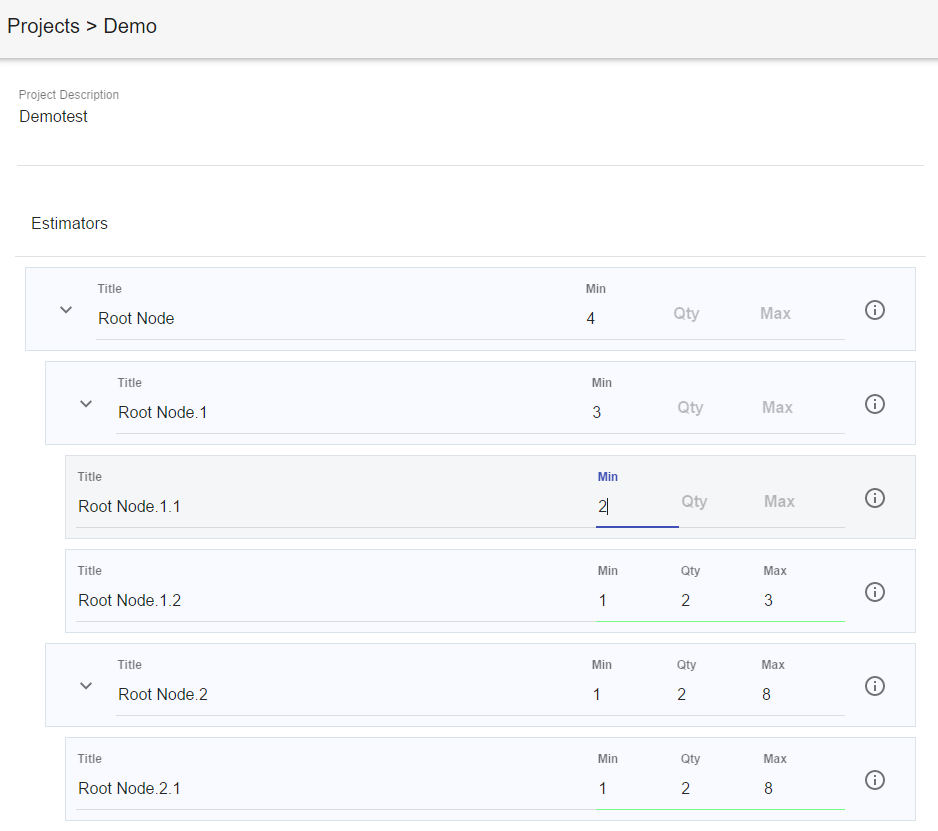 Projects > Demo
Project Description
Demotest
Estimators
Title Min
Root Node 4 Qty Max
Title Min
Root Node.1 3 Qty Max
Title Min
Root Node.1.1 2 Qty Max
Title Min Qty Max
Root Node.1.2 1 2 3
Title Min Qty Max
Root Node.2 1 2 8
Title Min Qty Max
Root Node.2.1 1 2 8